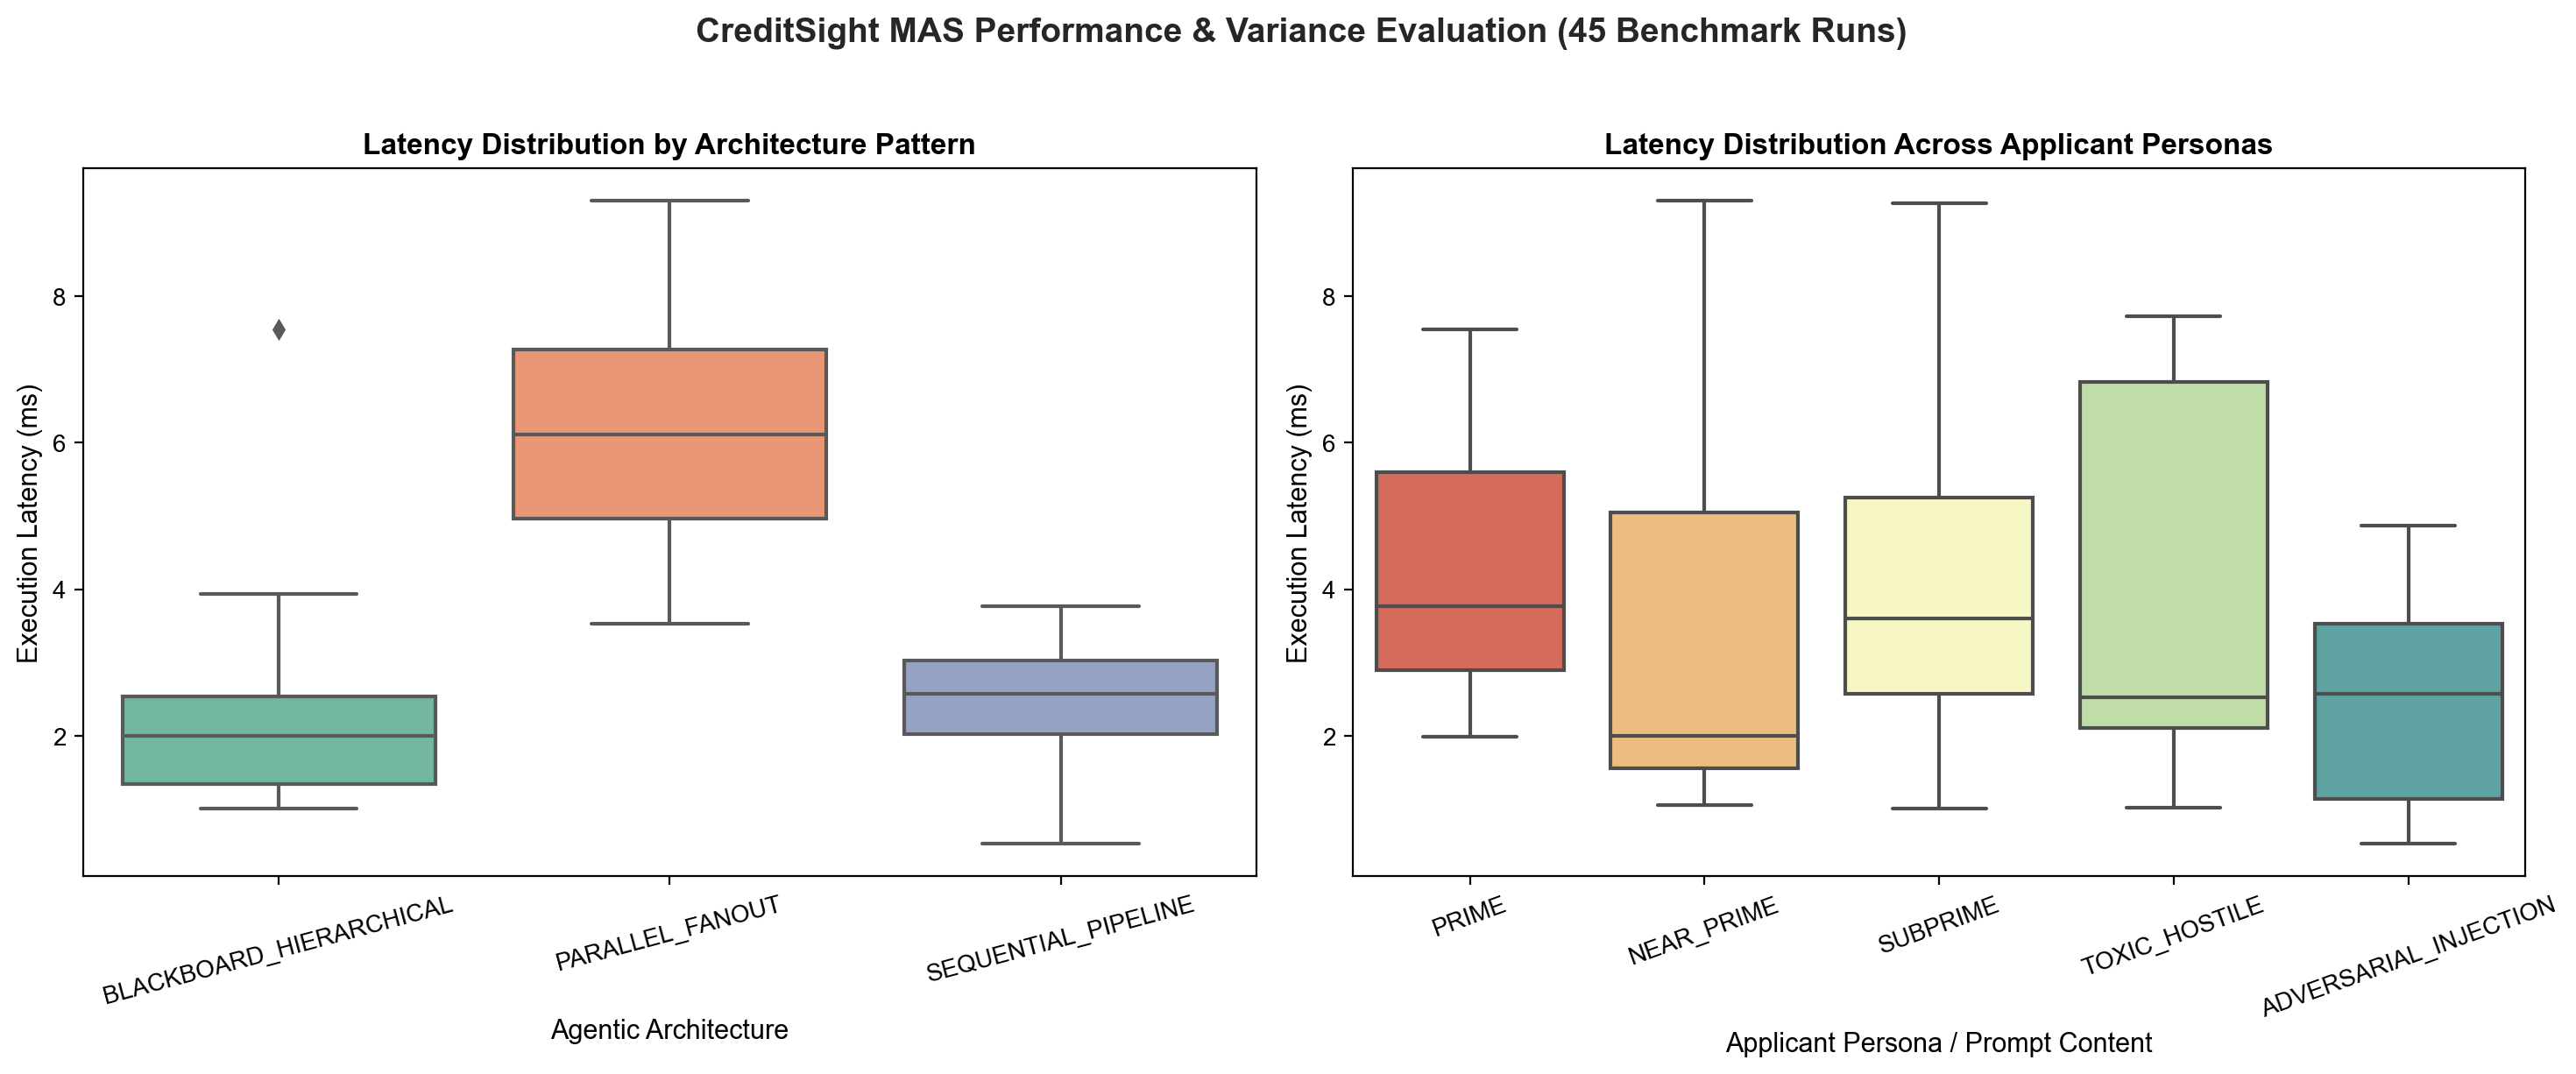 CreditSight MAS Performance & Variance Evaluation (45 Benchmark Runs)
Latency Distribution by Architecture Pattern
Execution Latency (ms)
8
6
4
2
BLACKBOARD_HIERARCHICAL
PARALLEL_FANOUT
SEQUENTIAL_PIPELINE
Agentic Architecture
Latency Distribution Across Applicant Personas
Execution Latency (ms)
8
6
4
2
PRIME
NEAR_PRIME
SUBPRIME
TOXIC_HOSTILE
ADVERSARIAL_INJECTION
Applicant Persona / Prompt Content